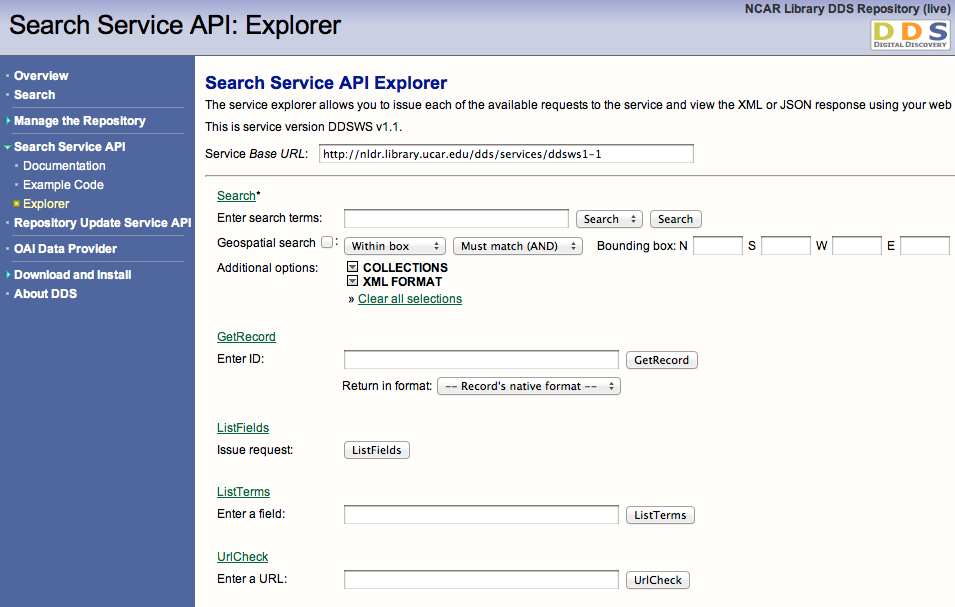 Search Service API: Explorer
NCAR Library DDS Repository (live)
DDS
DIGITAL DISCOVERY
Overview
Search
Manage the Repository
Search Service API
Documentation
Example Code
Explorer
Repository Update Service API
OAI Data Provider
Download and Install
About DDS
Search Service API Explorer
The service explorer allows you to issue each of the available requests to the service and view the XML or JSON response using your web
This is service version DDSWS v1.1.
Service Base URL: http://nldr.library.ucar.edu/dds/services/ddsws1-1
Search*
Enter search terms: Search Search
Geospatial search : Within box Must match (AND) Bounding box: N S W E
Additional options: COLLECTIONS
XML FORMAT
» Clear all selections
GetRecord
Enter ID: GetRecord
Return in format: -- Record's native format --
ListFields
Issue request: ListFields
ListTerms
Enter a field: ListTerms
UrlCheck
Enter a URL: UrlCheck